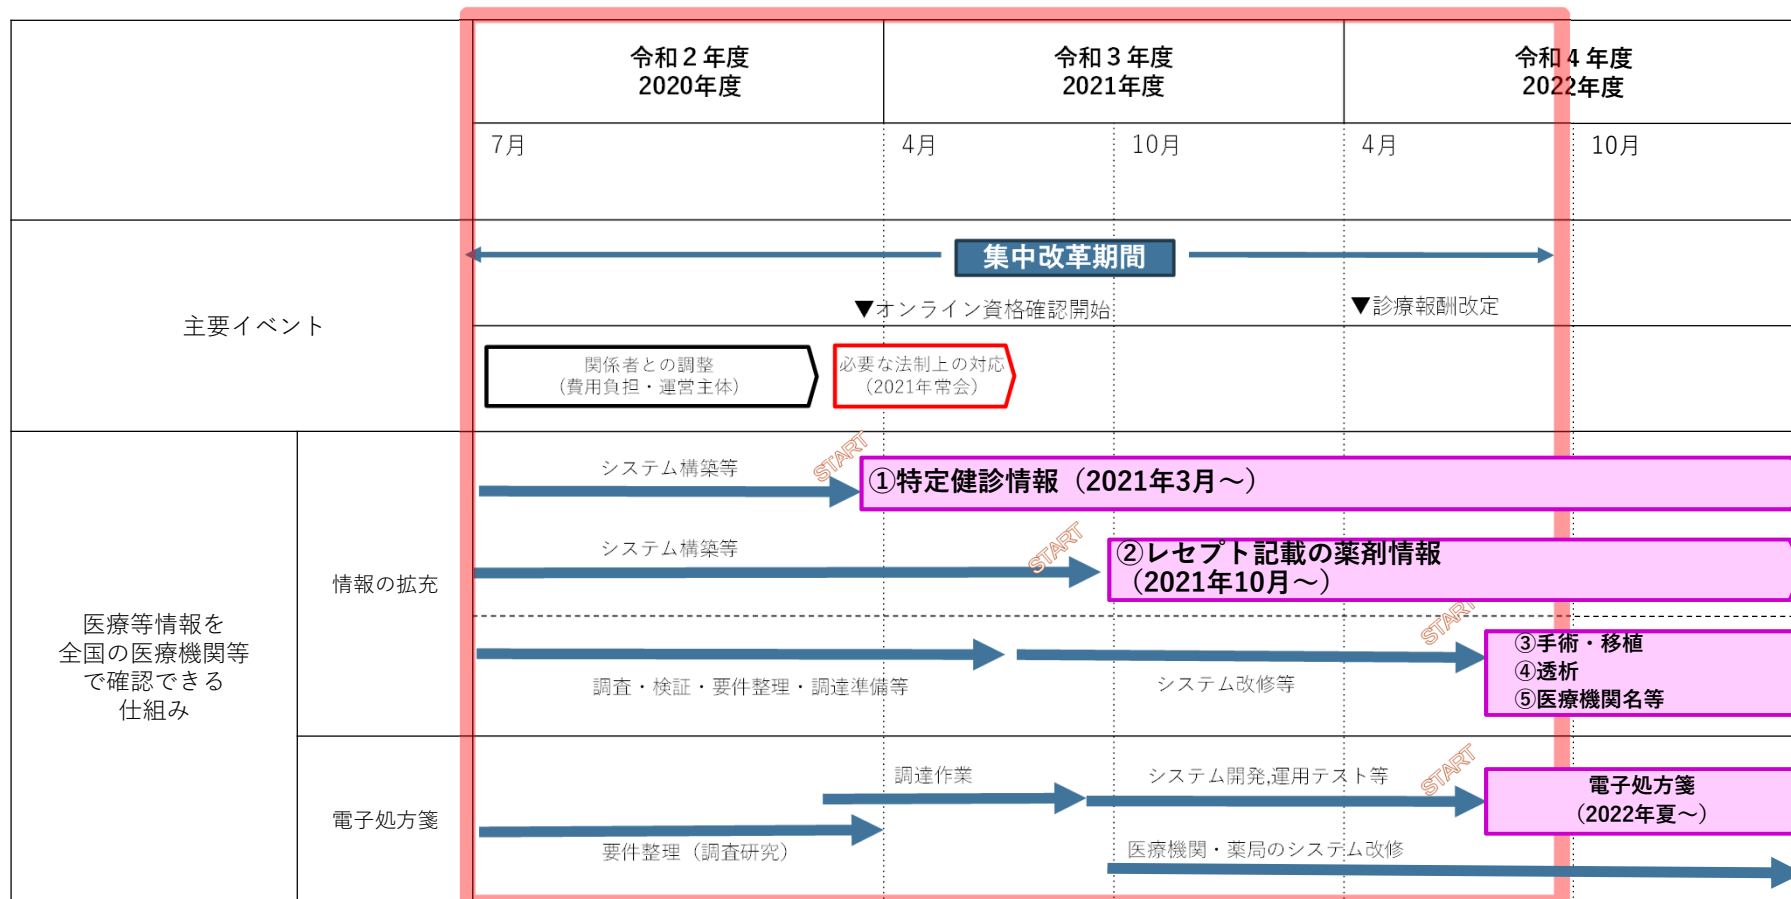 令和２年度
2020年度
令和３年度
2021年度
令和４年度
2022年度
7月
4月
10月
4月
10月
主要イベント
集中改革期間
▼オンライン資格確認開始
▼診療報酬改定
関係者との調整
（費用負担・運営主体）
必要な法制上の対応
（2021年常会）
医療等情報を
全国の医療機関等
で確認できる
仕組み
情報の拡充
システム構築等
START
①特定健診情報（2021年3月～）
システム構築等
START
②レセプト記載の薬剤情報
（2021年10月～）
調査・検証・要件整理・調達準備等
システム改修等
START
③手術・移植
④透析
⑤医療機関名等
電子処方箋
要件整理（調査研究）
調達作業
システム開発,運用テスト等
START
電子処方箋
（2022年夏～）
医療機関・薬局のシステム改修